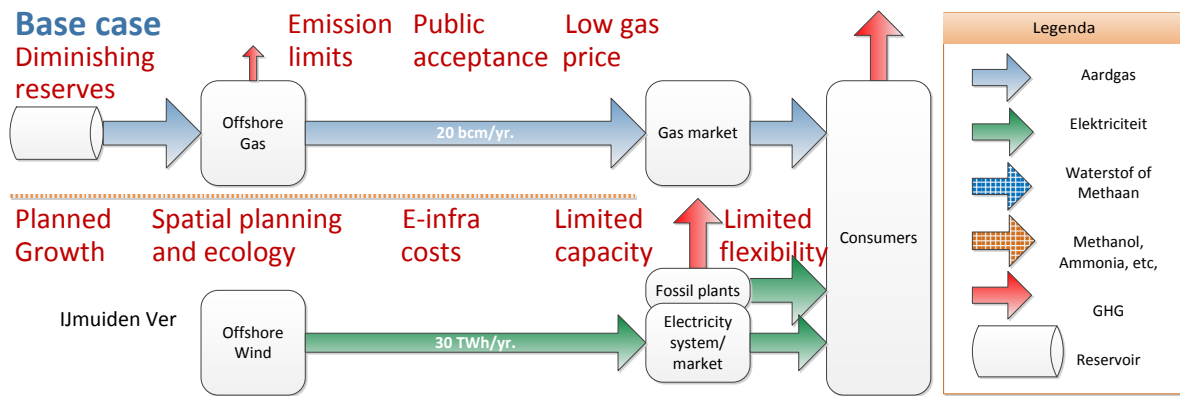 Base case
Diminishing
reserves
Emission
limits
Public
acceptance
Low gas
price
Offshore
Gas
20 bcm/yr.
Gas market
Planned
Growth
Spatial planning
and ecology
E-infra
costs
Limited
capacity
Limited
flexibility
Consumers
IJmuiden Ver
Offshore
Wind
30 TWh/yr.
Fossil plants
Electricity
system/
market
Legenda
Aardgas
Elektriciteit
Waterstof of
Methaan
Methanol,
Ammonia, etc,
GHG
Reservoir